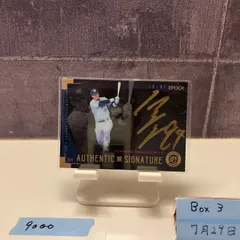 EPOCH
AUTHENTIC SIGNATURE
9000
Box 3
7月29日